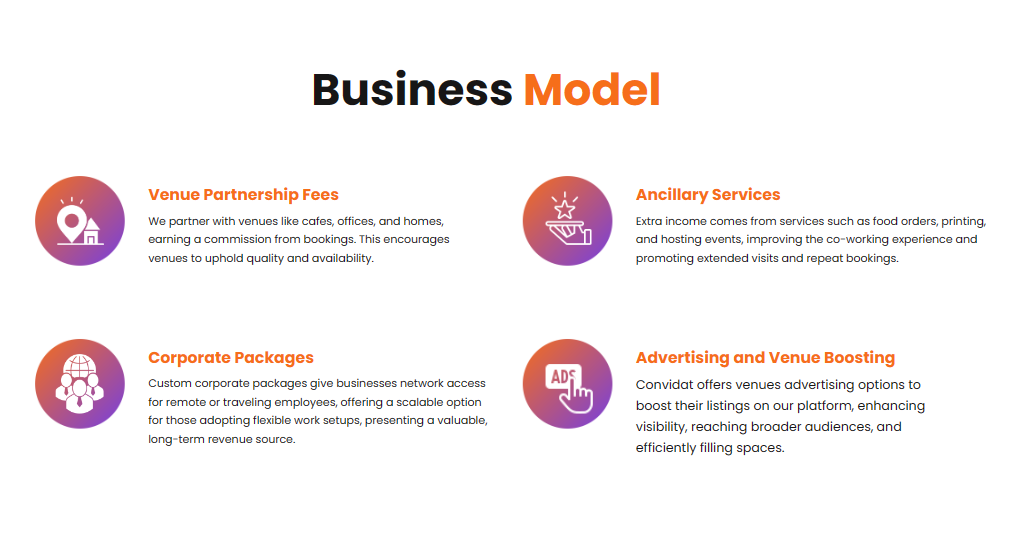 Business Model
Venue Partnership Fees
We partner with venues like cafes, offices, and homes,
earning a commission from bookings. This encourages
venues to uphold quality and availability.
Ancillary Services
Extra income comes from services such as food orders, printing,
and hosting events, improving the co-working experience and
promoting extended visits and repeat bookings.
Corporate Packages
Custom corporate packages give businesses network access
for remote or traveling employees, offering a scalable option
for those adopting flexible work setups, presenting a valuable,
long-term revenue source.
ADS
Advertising and Venue Boosting
Convidat offers venues advertising options to
boost their listings on our platform, enhancing
visibility, reaching broader audiences, and
efficiently filling spaces.